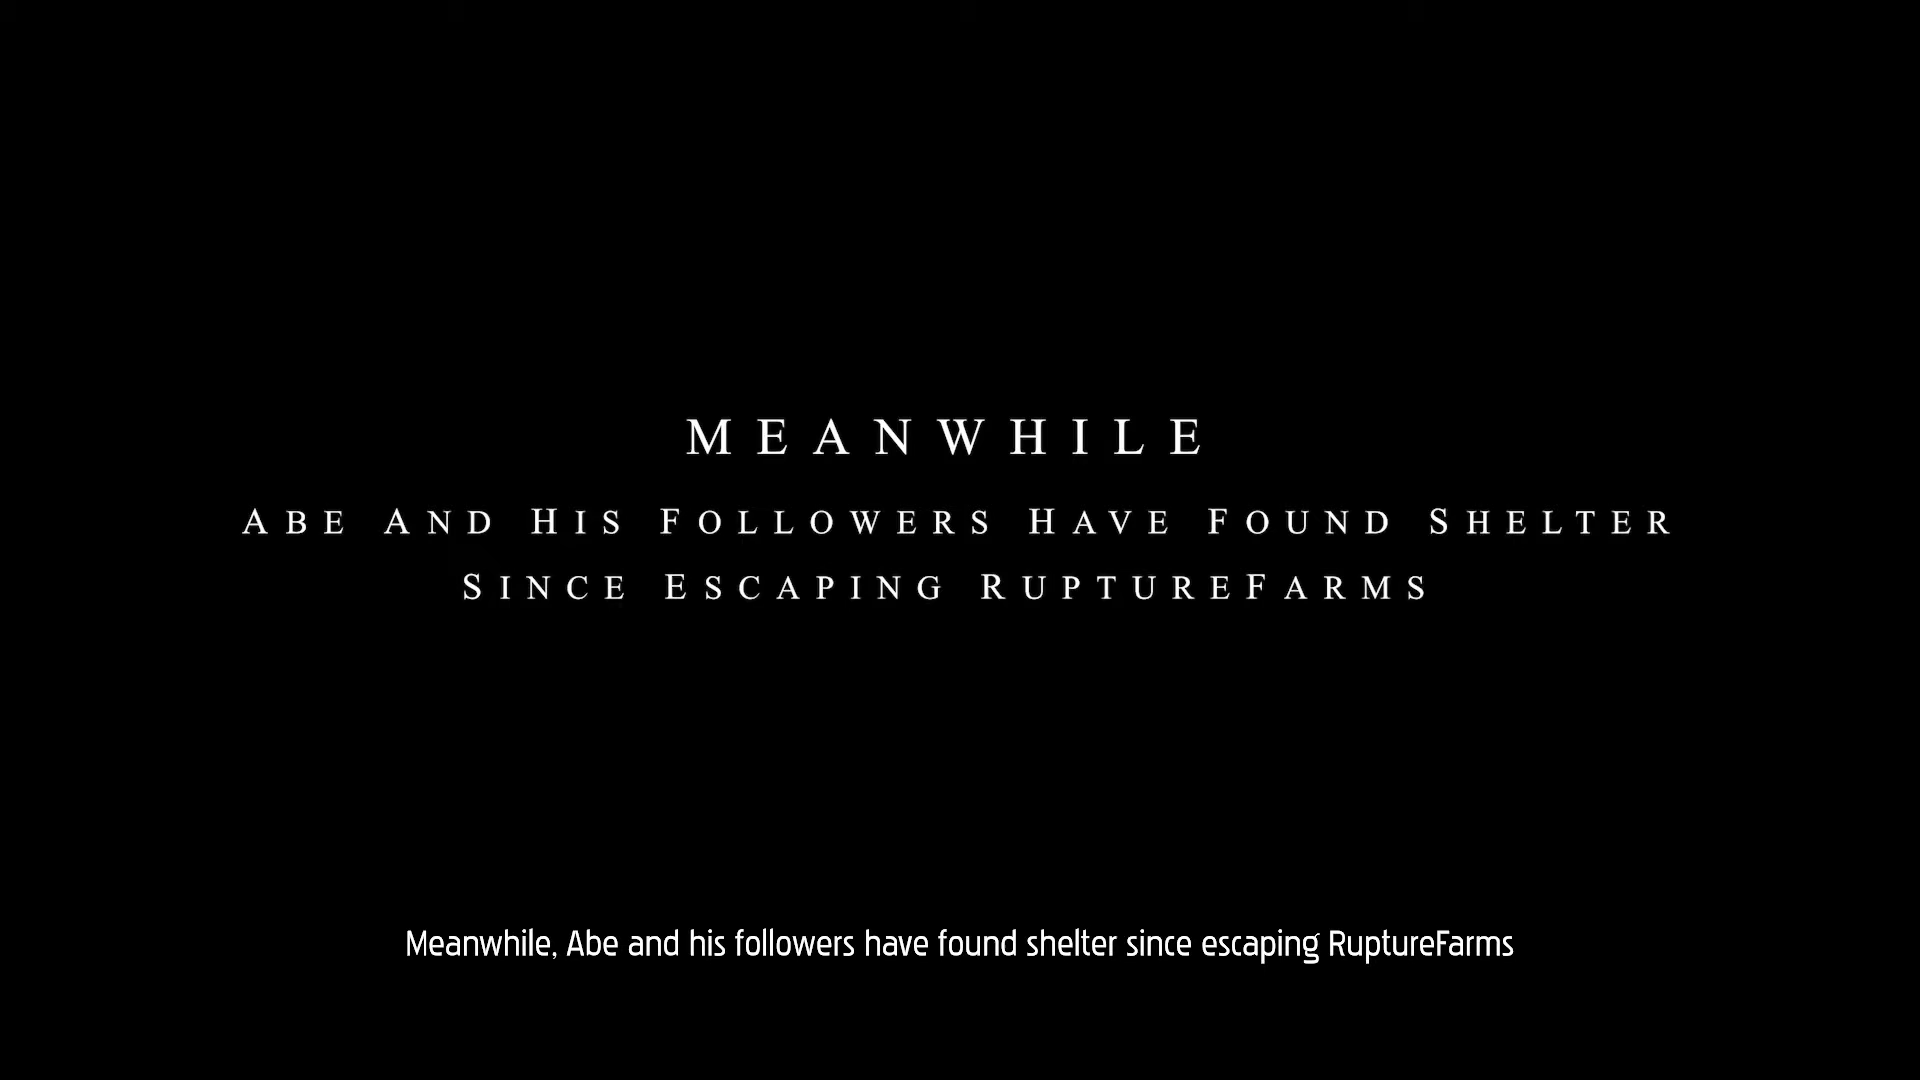 MEANWHILE
ABE AND HIS FOLLOWERS HAVE FOUND SHELTER
SINCE ESCAPING RUPTUREFARMS
Meanwhile, Abe and his followers have found shelter since escaping RuptureFarms